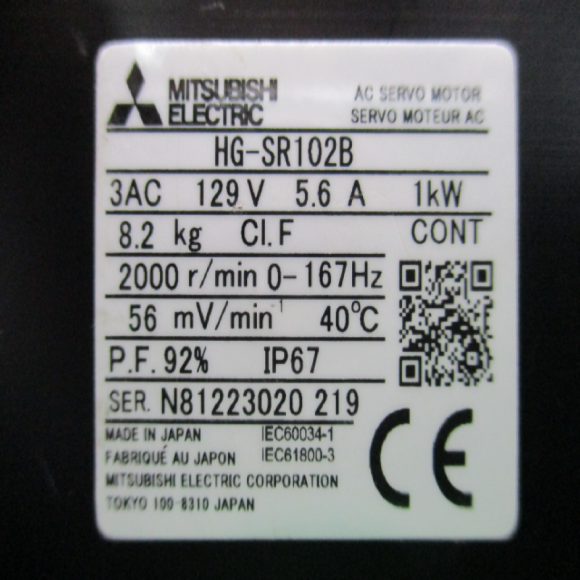 MITSUBISHI
ELECTRIC
AC SERVO MOTOR
SERVO MOTEUR AC
HG-SR102B
3AC 129 V 5.6 A 1kW
8.2 kg Cl.F CONT
2000 r/min 0-167Hz
56 mV/min⁻¹ 40℃
P.F. 92% IP67
SER. N81223020 219
MADE IN JAPAN IEC60034-1
FABRIQUÉ AU JAPON IEC61800-3
MITSUBISHI ELECTRIC CORPORATION
TOKYO 100-8310 JAPAN
CE